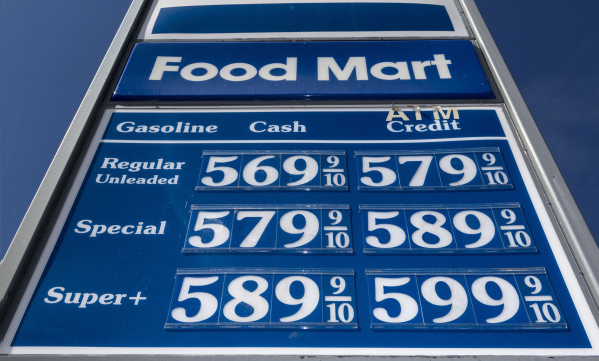 Food Mart
ATM
Gasoline Cash Credit
Regular 569 9/10 579 9/10
Unleaded
Special 579 9/10 589 9/10
Super+ 589 9/10 599 9/10